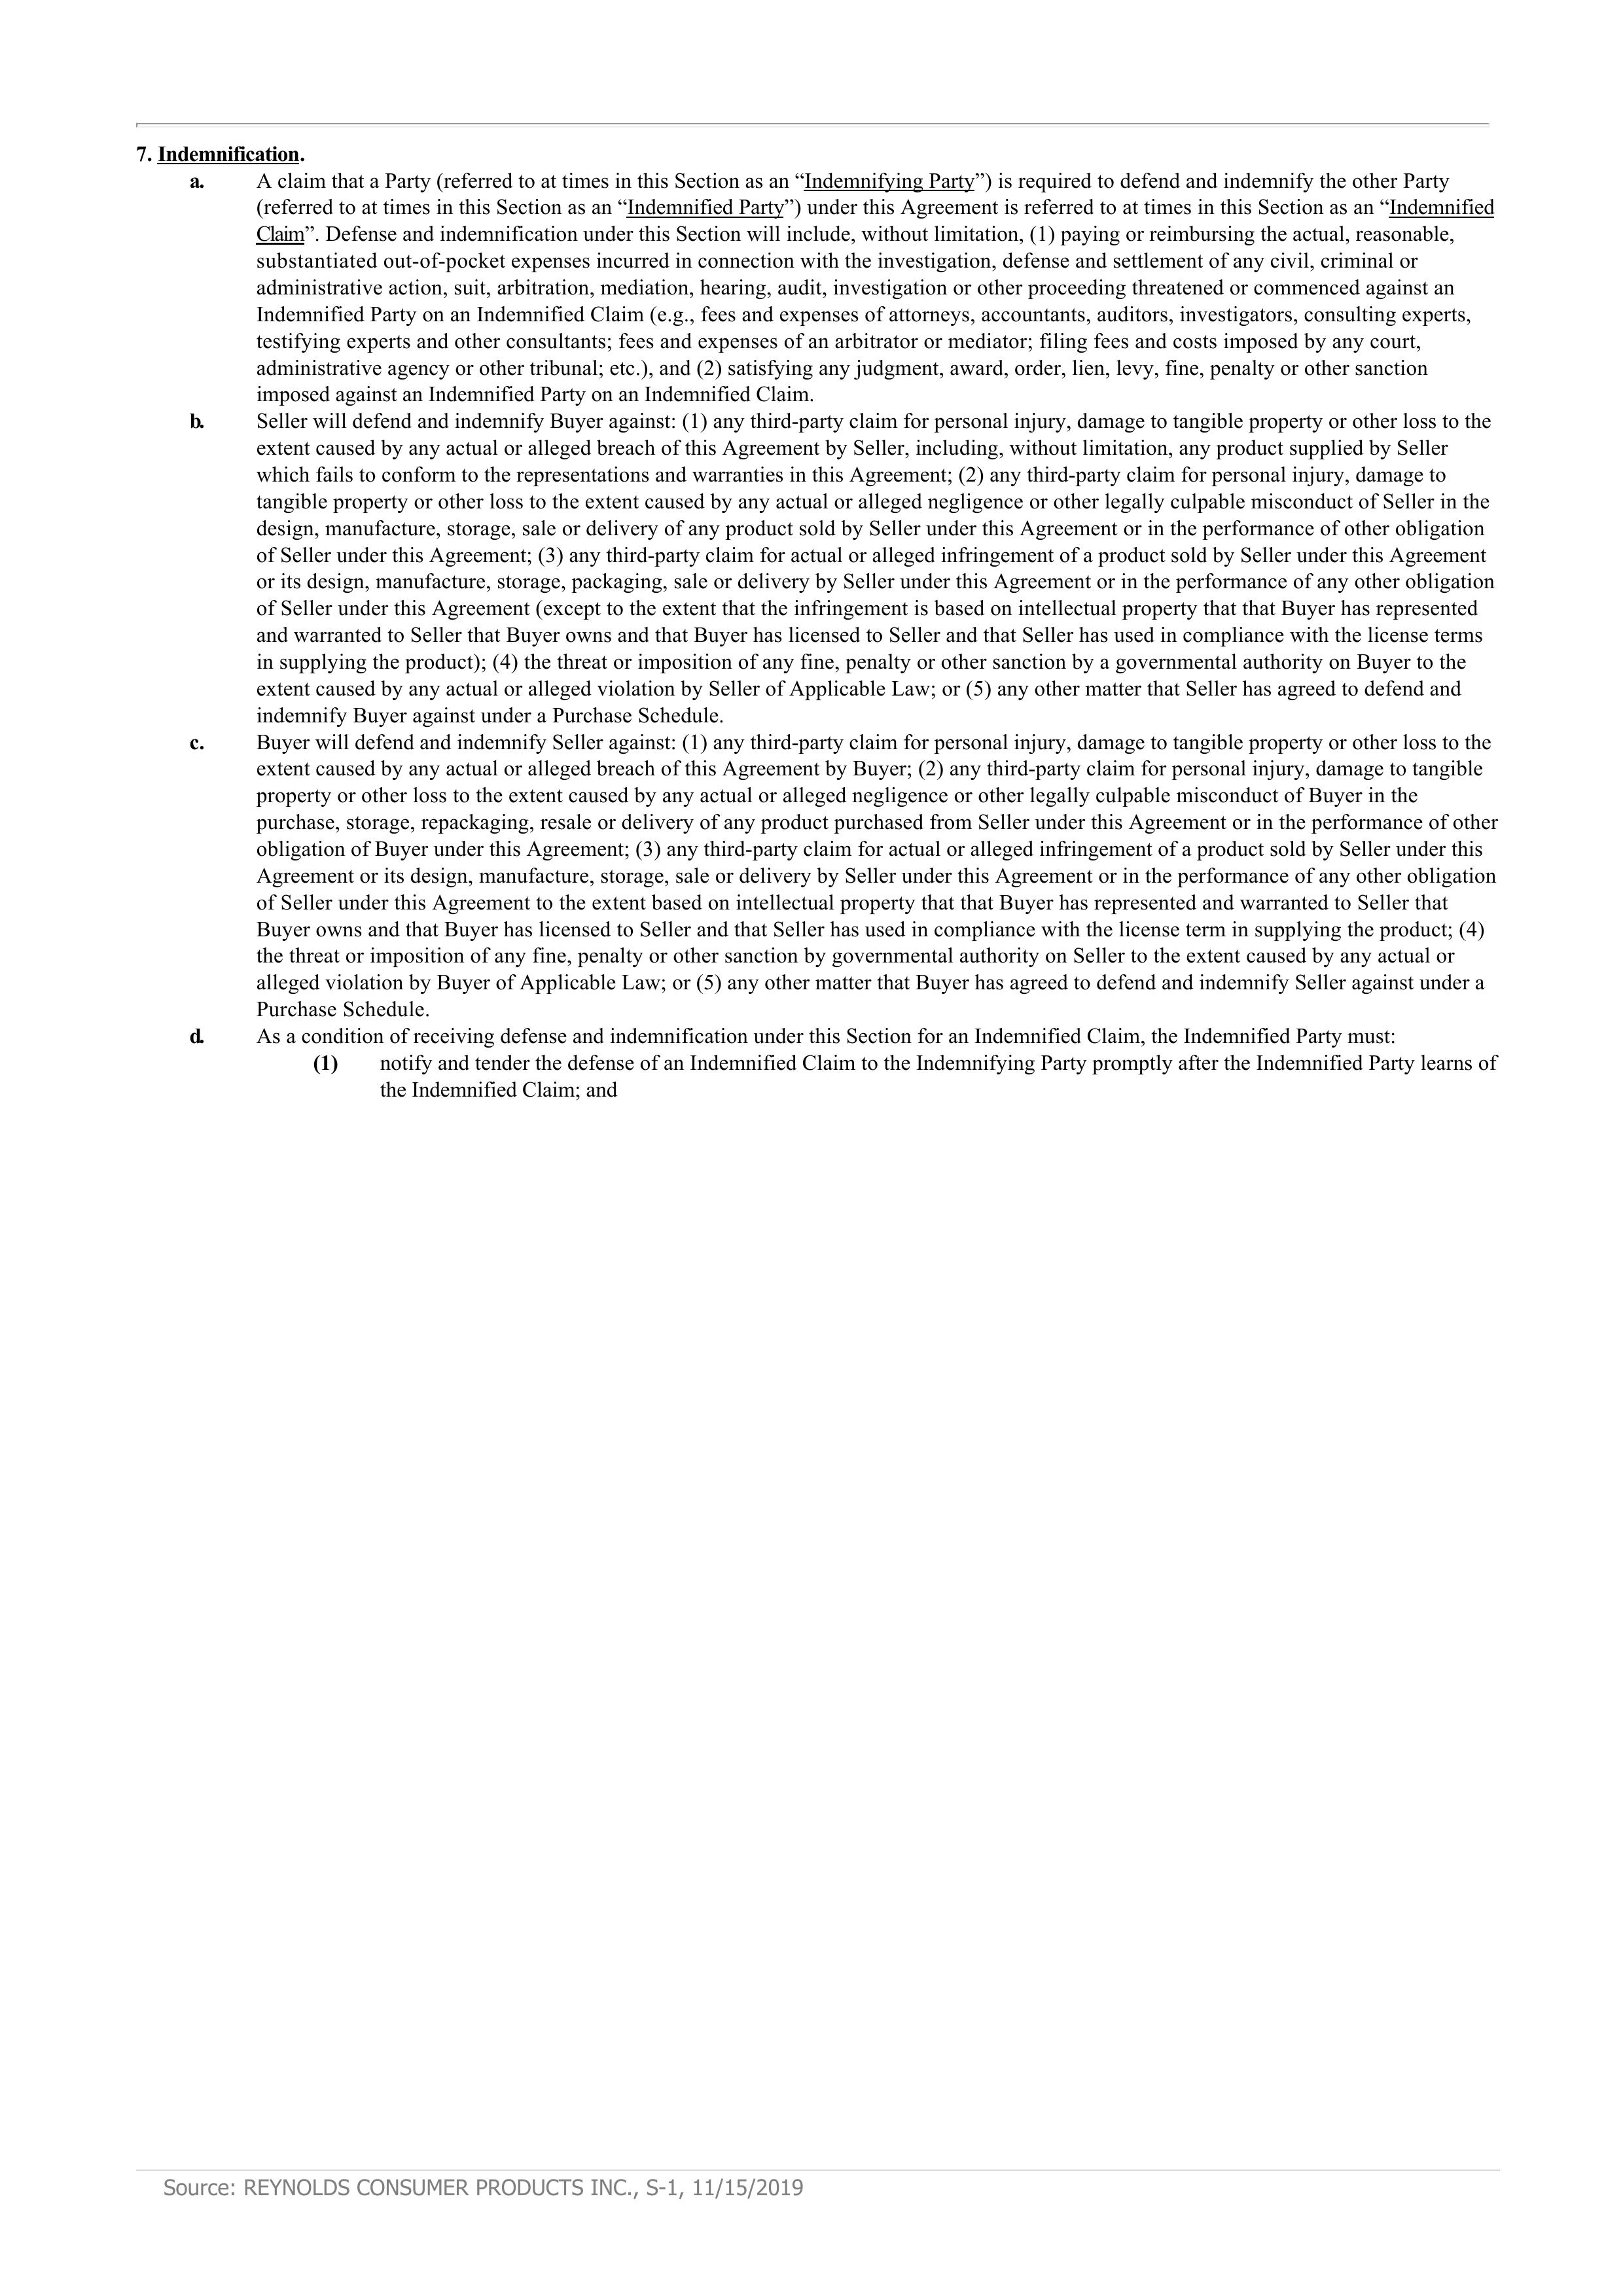 7. Indemnification.
a. A claim that a Party (referred to at times in this Section as an “Indemnifying Party”) is required to defend and indemnify the other Party
(referred to at times in this Section as an “Indemnified Party”) under this Agreement is referred to at times in this Section as an “Indemnified
Claim”. Defense and indemnification under this Section will include, without limitation, (1) paying or reimbursing the actual, reasonable,
substantiated out-of-pocket expenses incurred in connection with the investigation, defense and settlement of any civil, criminal or
administrative action, suit, arbitration, mediation, hearing, audit, investigation or other proceeding threatened or commenced against an
Indemnified Party on an Indemnified Claim (e.g., fees and expenses of attorneys, accountants, auditors, investigators, consulting experts,
testifying experts and other consultants; fees and expenses of an arbitrator or mediator; filing fees and costs imposed by any court,
administrative agency or other tribunal; etc.), and (2) satisfying any judgment, award, order, lien, levy, fine, penalty or other sanction
imposed against an Indemnified Party on an Indemnified Claim.
b. Seller will defend and indemnify Buyer against: (1) any third-party claim for personal injury, damage to tangible property or other loss to the
extent caused by any actual or alleged breach of this Agreement by Seller, including, without limitation, any product supplied by Seller
which fails to conform to the representations and warranties in this Agreement; (2) any third-party claim for personal injury, damage to
tangible property or other loss to the extent caused by any actual or alleged negligence or other legally culpable misconduct of Seller in the
design, manufacture, storage, sale or delivery of any product sold by Seller under this Agreement or in the performance of other obligation
of Seller under this Agreement; (3) any third-party claim for actual or alleged infringement of a product sold by Seller under this Agreement
or its design, manufacture, storage, packaging, sale or delivery by Seller under this Agreement or in the performance of any other obligation
of Seller under this Agreement (except to the extent that the infringement is based on intellectual property that that Buyer has represented
and warranted to Seller that Buyer owns and that Buyer has licensed to Seller and that Seller has used in compliance with the license terms
in supplying the product); (4) the threat or imposition of any fine, penalty or other sanction by a governmental authority on Buyer to the
extent caused by any actual or alleged violation by Seller of Applicable Law; or (5) any other matter that Seller has agreed to defend and
indemnify Buyer against under a Purchase Schedule.
c. Buyer will defend and indemnify Seller against: (1) any third-party claim for personal injury, damage to tangible property or other loss to the
extent caused by any actual or alleged breach of this Agreement by Buyer; (2) any third-party claim for personal injury, damage to tangible
property or other loss to the extent caused by any actual or alleged negligence or other legally culpable misconduct of Buyer in the
purchase, storage, repackaging, resale or delivery of any product purchased from Seller under this Agreement or in the performance of other
obligation of Buyer under this Agreement; (3) any third-party claim for actual or alleged infringement of a product sold by Seller under this
Agreement or its design, manufacture, storage, sale or delivery by Seller under this Agreement or in the performance of any other obligation
of Seller under this Agreement to the extent based on intellectual property that that Buyer has represented and warranted to Seller that
Buyer owns and that Buyer has licensed to Seller and that Seller has used in compliance with the license term in supplying the product; (4)
the threat or imposition of any fine, penalty or other sanction by governmental authority on Seller to the extent caused by any actual or
alleged violation by Buyer of Applicable Law; or (5) any other matter that Buyer has agreed to defend and indemnify Seller against under a
Purchase Schedule.
d. As a condition of receiving defense and indemnification under this Section for an Indemnified Claim, the Indemnified Party must:
(1) notify and tender the defense of an Indemnified Claim to the Indemnifying Party promptly after the Indemnified Party learns of
the Indemnified Claim; and
Source: REYNOLDS CONSUMER PRODUCTS INC., S-1, 11/15/2019